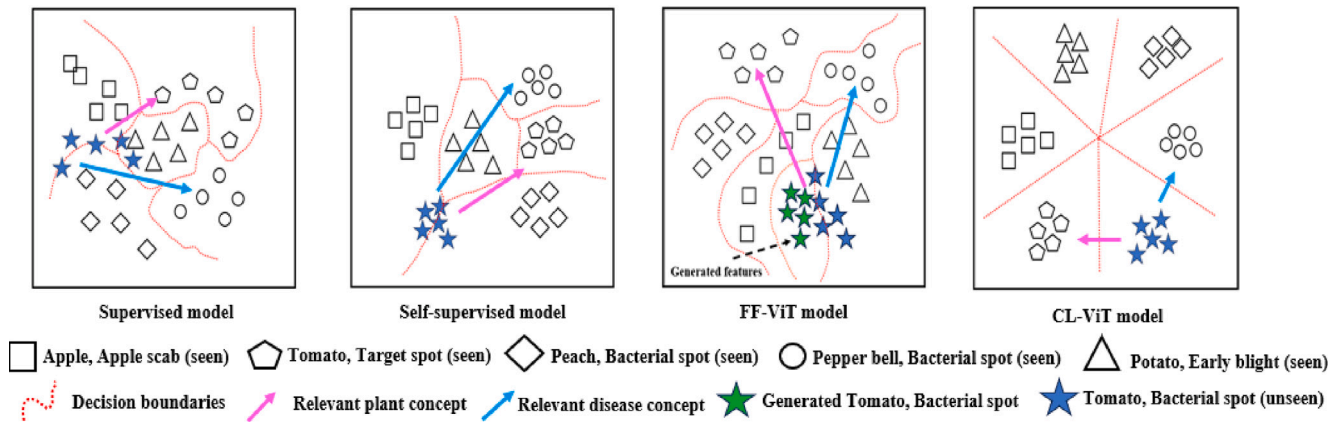 Generated features
Supervised model
Self-supervised model
FF-ViT model
CL-ViT model
Apple, Apple scab (seen)
Tomato, Target spot (seen)
Peach, Bacterial spot (seen)
Pepper bell, Bacterial spot (seen)
Potato, Early blight (seen)
Decision boundaries
Relevant plant concept
Relevant disease concept
Generated Tomato, Bacterial spot
Tomato, Bacterial spot (unseen)